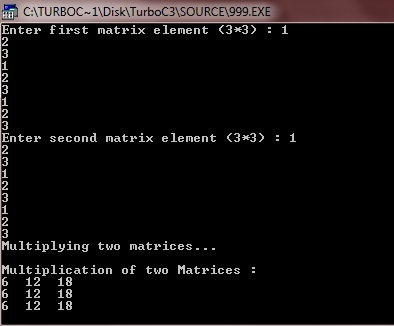 C:\TURBOC~1\Disk\TurboC3\SOURCE\999.EXE
Enter first matrix element (3*3) : 1
2
3
1
2
3
1
2
3
Enter second matrix element (3*3) : 1
2
3
1
2
3
1
2
3
Multiplying two matrices...
Multiplication of two Matrices :
6 12 18
6 12 18
6 12 18